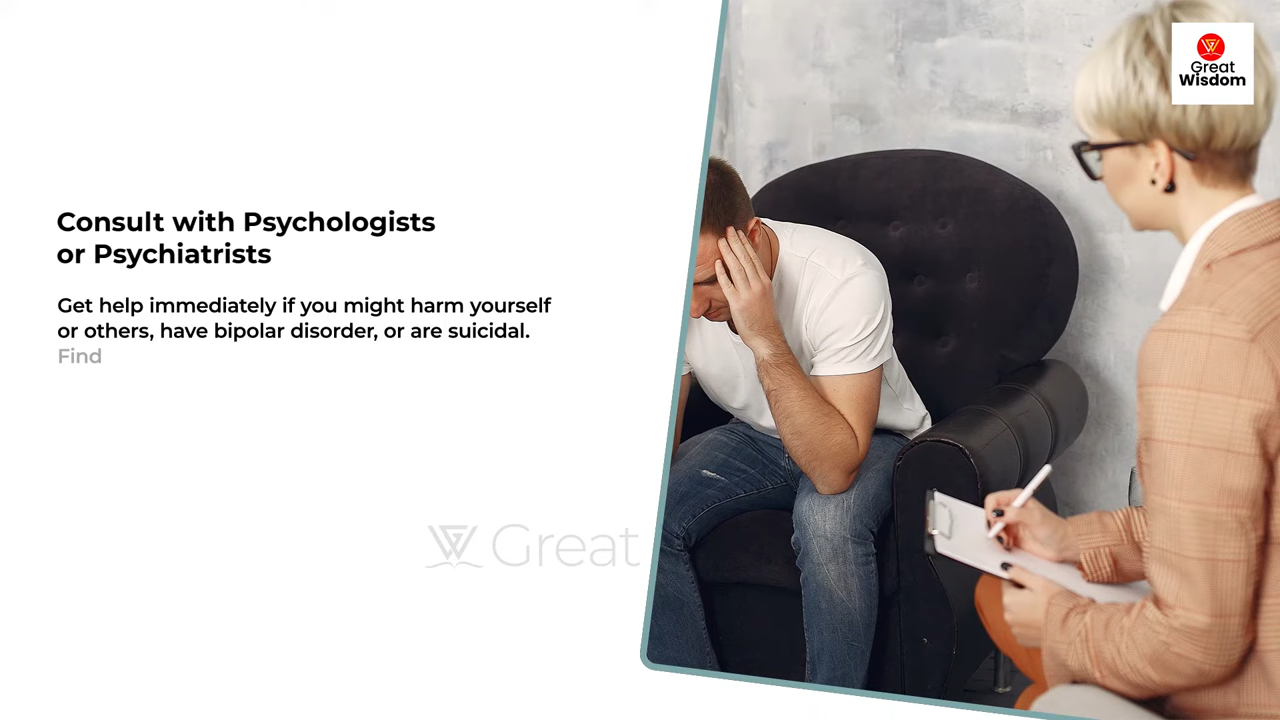 Great
Wisdom
Consult with Psychologists
or Psychiatrists
Get help immediately if you might harm yourself
or others, have bipolar disorder, or are suicidal.
Find
Great